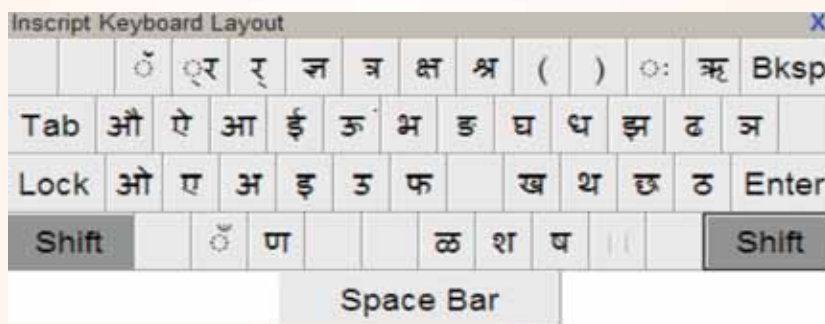 Inscript Keyboard Layout X
ॅ ्र र् ज्ञ त्र क्ष श्र ( ) ः ऋ Bksp
Tab औ ऐ आ ई ऊ भ ङ घ ध झ ढ ञ
Lock ओ ए अ इ उ फ ख थ छ ठ Enter
Shift ँ ण ळ श ष ।। Shift
Space Bar